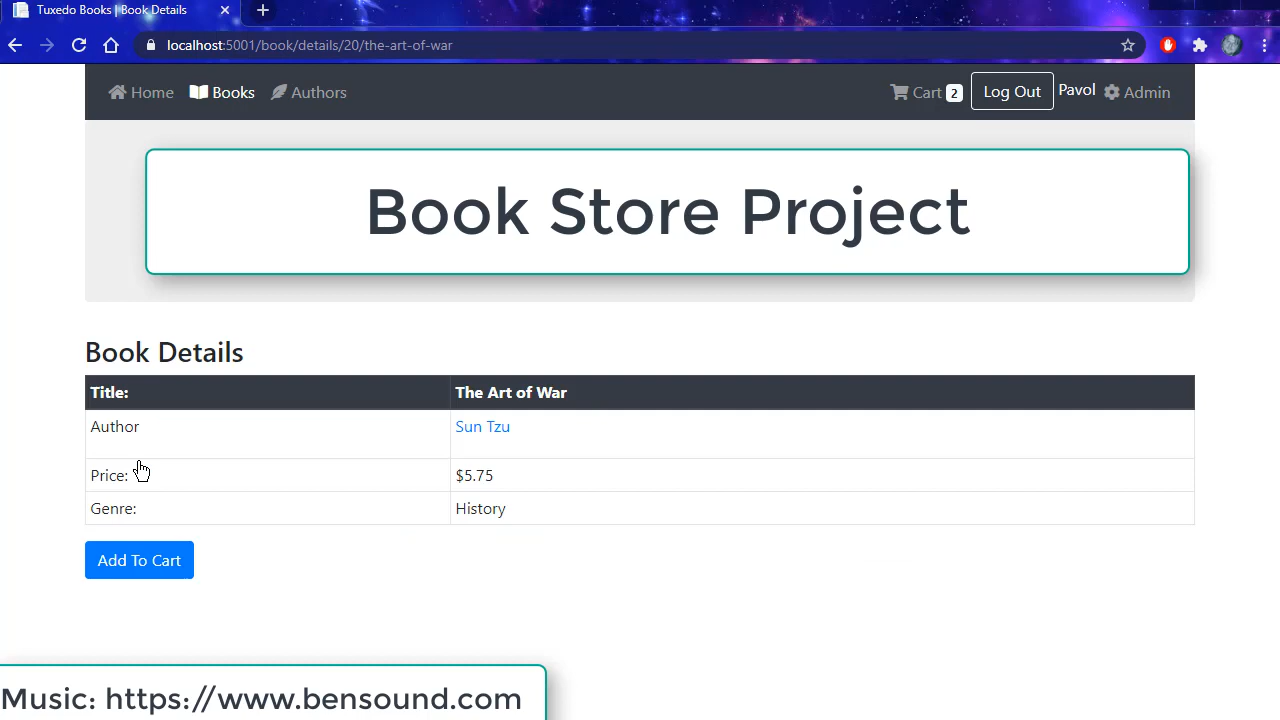 Tuxedo Books | Book Details
localhost:5001/book/details/20/the-art-of-war
Home Books Authors Cart 2 Log Out Pavol Admin
Book Store Project
Book Details
Title: The Art of War
Author Sun Tzu
Price: $5.75
Genre: History
Add To Cart
Music: https://www.bensound.com